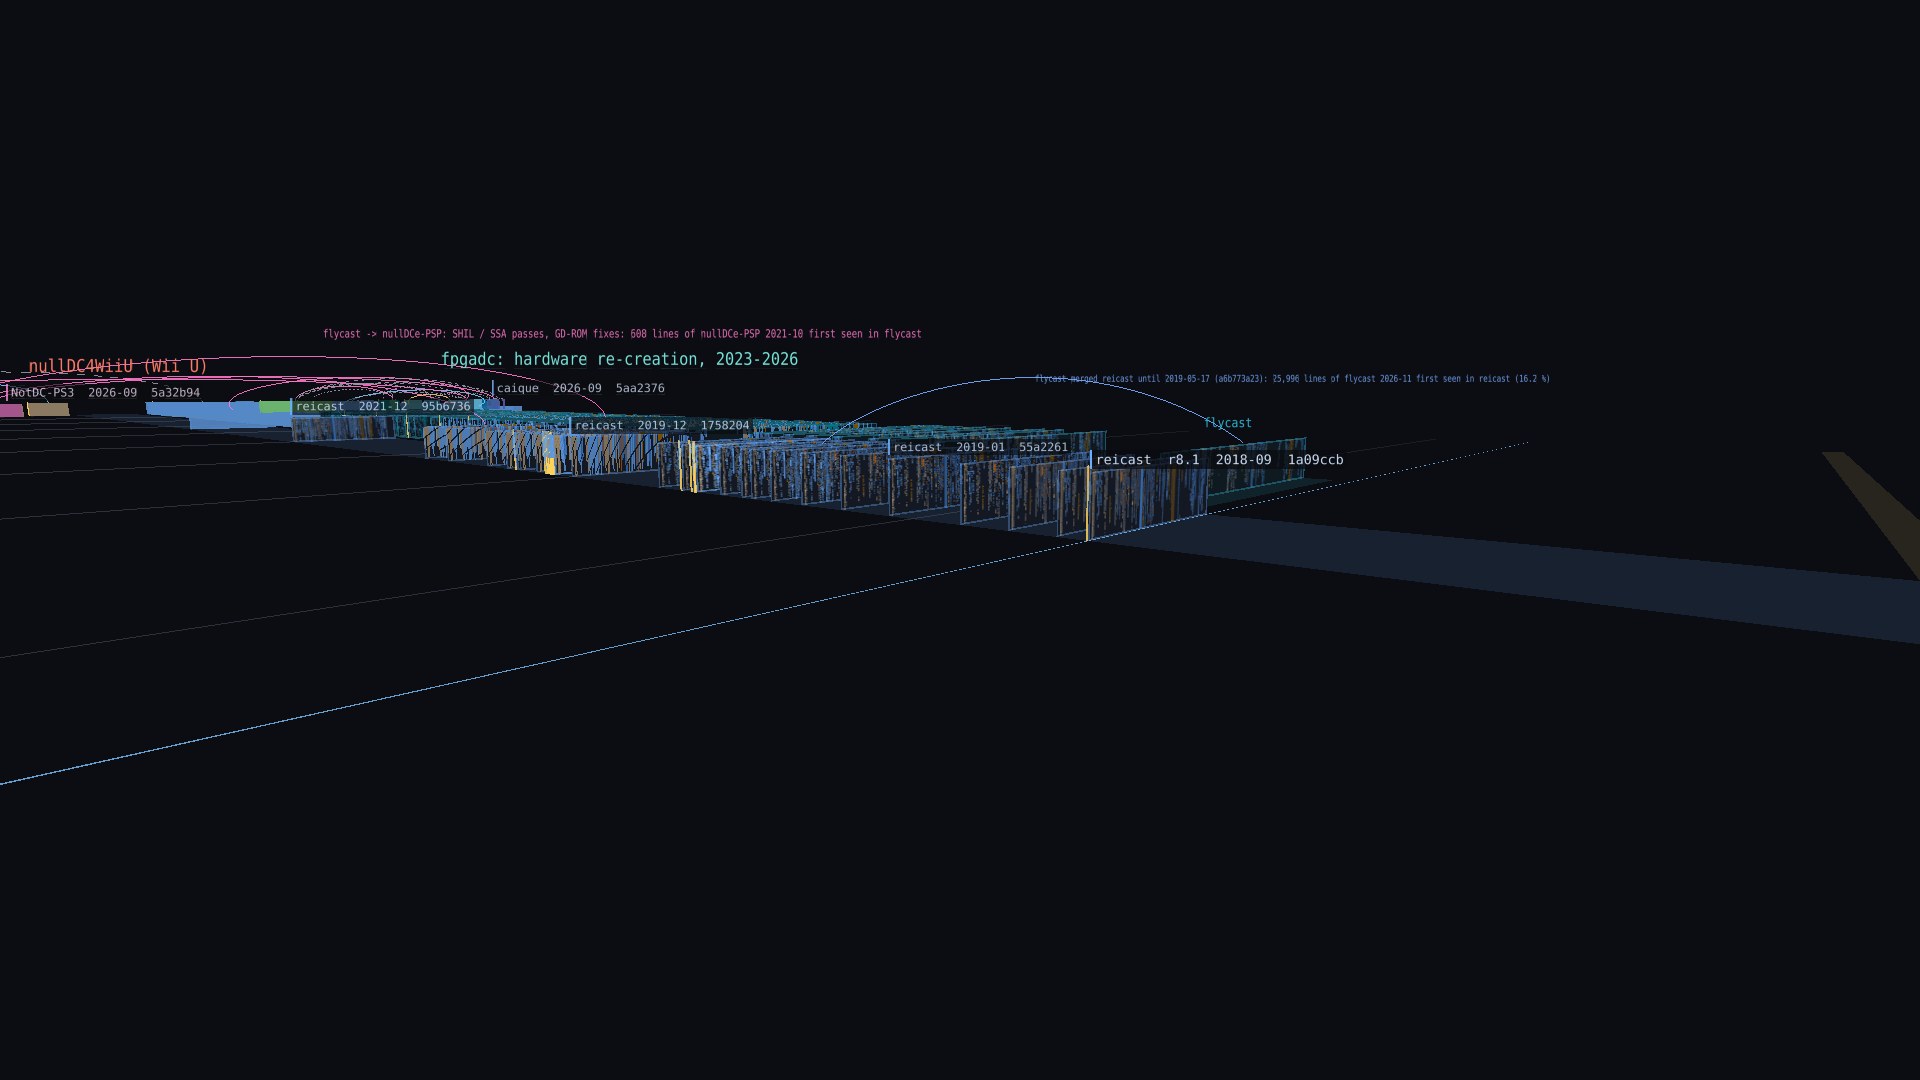 flycast -> nullDCe-PSP: SHIL / SSA passes, GD-ROM fixes: 608 lines of nullDCe-PSP 2021-10 first seen in flycast
fpgadc: hardware re-creation, 2023-2026
nullDC4WiiU (Wii U)
flycast merged reicast until 2019-05-17 (a6b773a23): 25,996 lines of flycast 2026-11 first seen in reicast (16.2 %)
caique 2026-09 5aa2376
NotDC-PS3 2026-09 5a32b94
reicast 2021-12 95b6736
flycast
reicast 2019-12 1758204
reicast 2019-01 55a2261
reicast r8.1 2018-09 1a09ccb